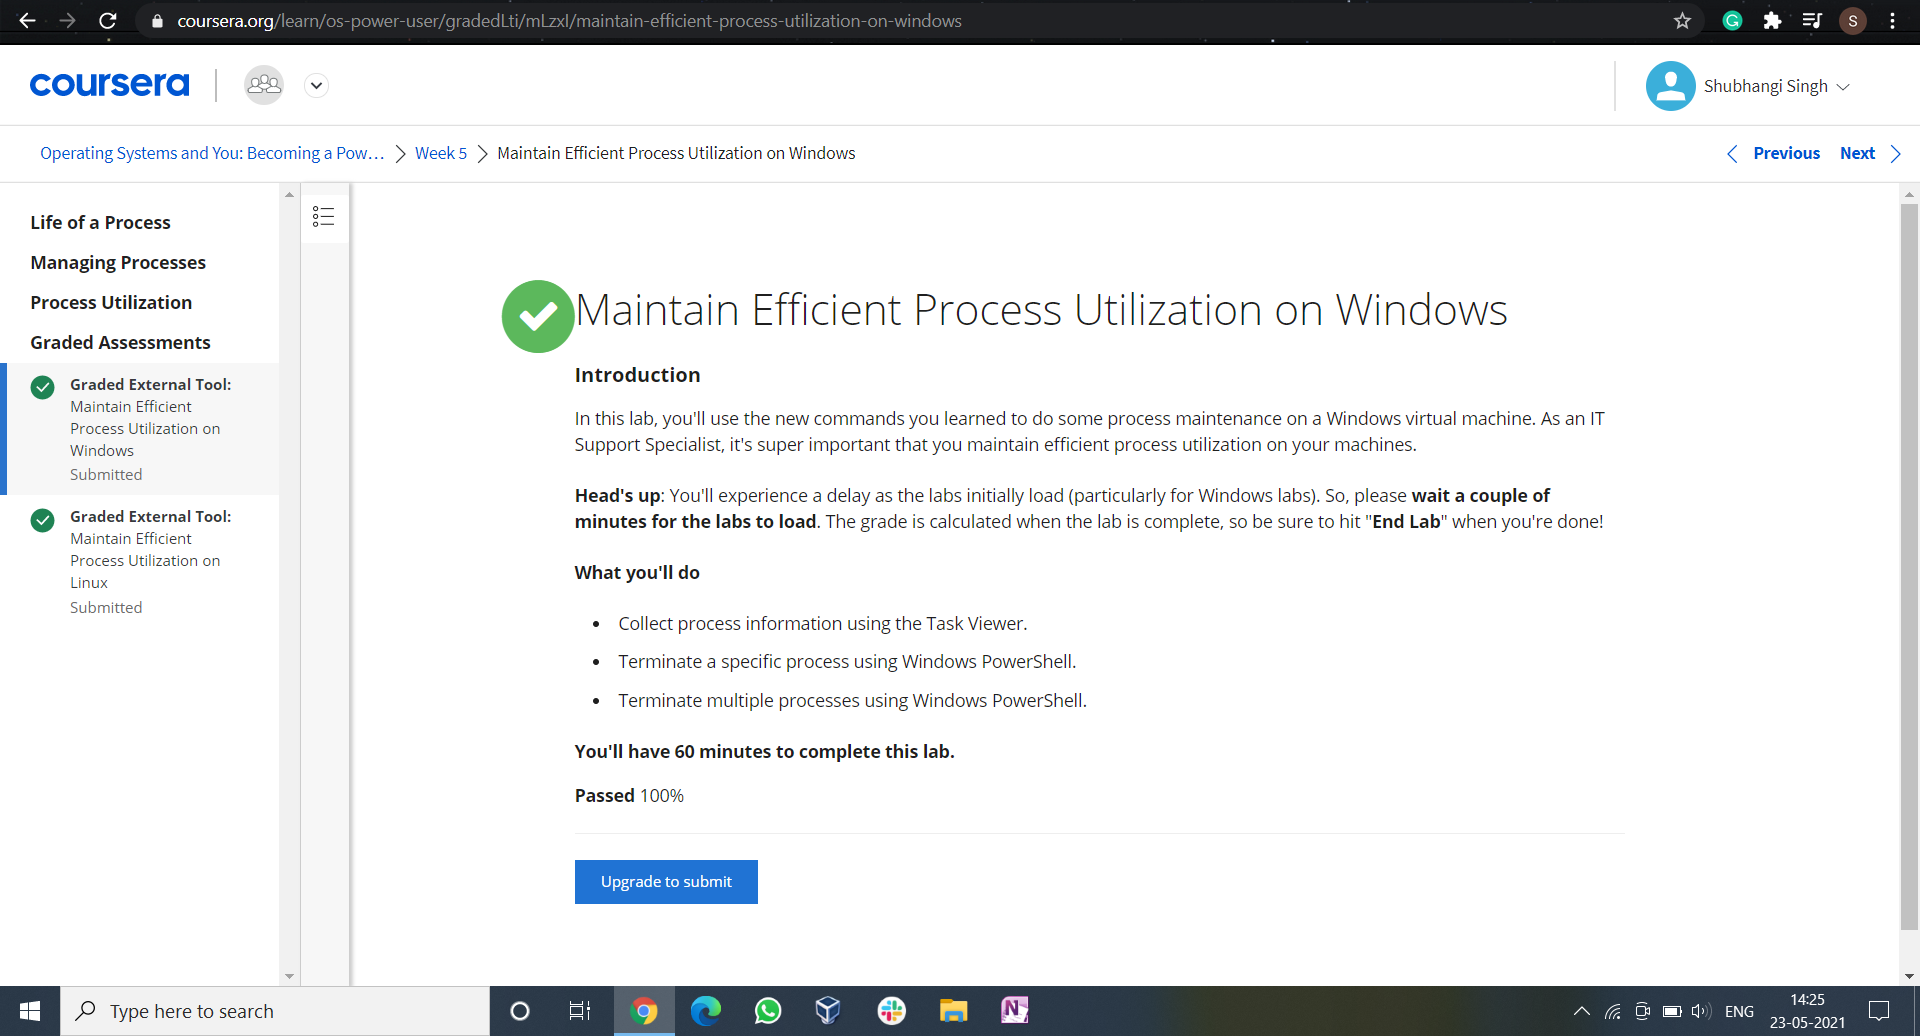 coursera.org/learn/os-power-user/gradedLti/mLzxI/maintain-efficient-process-utilization-on-windows
S
coursera
Shubhangi Singh
Operating Systems and You: Becoming a Pow... Week 5 Maintain Efficient Process Utilization on Windows
Previous Next
Life of a Process
Managing Processes
Process Utilization
Graded Assessments
Graded External Tool:
Maintain Efficient
Process Utilization on
Windows
Submitted
Graded External Tool:
Maintain Efficient
Process Utilization on
Linux
Submitted
Maintain Efficient Process Utilization on Windows
Introduction
In this lab, you'll use the new commands you learned to do some process maintenance on a Windows virtual machine. As an IT
Support Specialist, it's super important that you maintain efficient process utilization on your machines.
Head's up: You'll experience a delay as the labs initially load (particularly for Windows labs). So, please wait a couple of
minutes for the labs to load. The grade is calculated when the lab is complete, so be sure to hit "End Lab" when you're done!
What you'll do
• Collect process information using the Task Viewer.
• Terminate a specific process using Windows PowerShell.
• Terminate multiple processes using Windows PowerShell.
You'll have 60 minutes to complete this lab.
Passed 100%
Upgrade to submit
Type here to search
N
ENG
14:25
23-05-2021